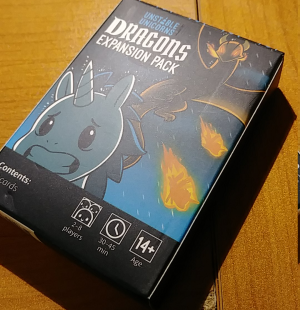 UNSTABLE
UNICORNS
DRAGONS
EXPANSION PACK
Contents:
cards
2-8
players
30-45
min
14+
Age